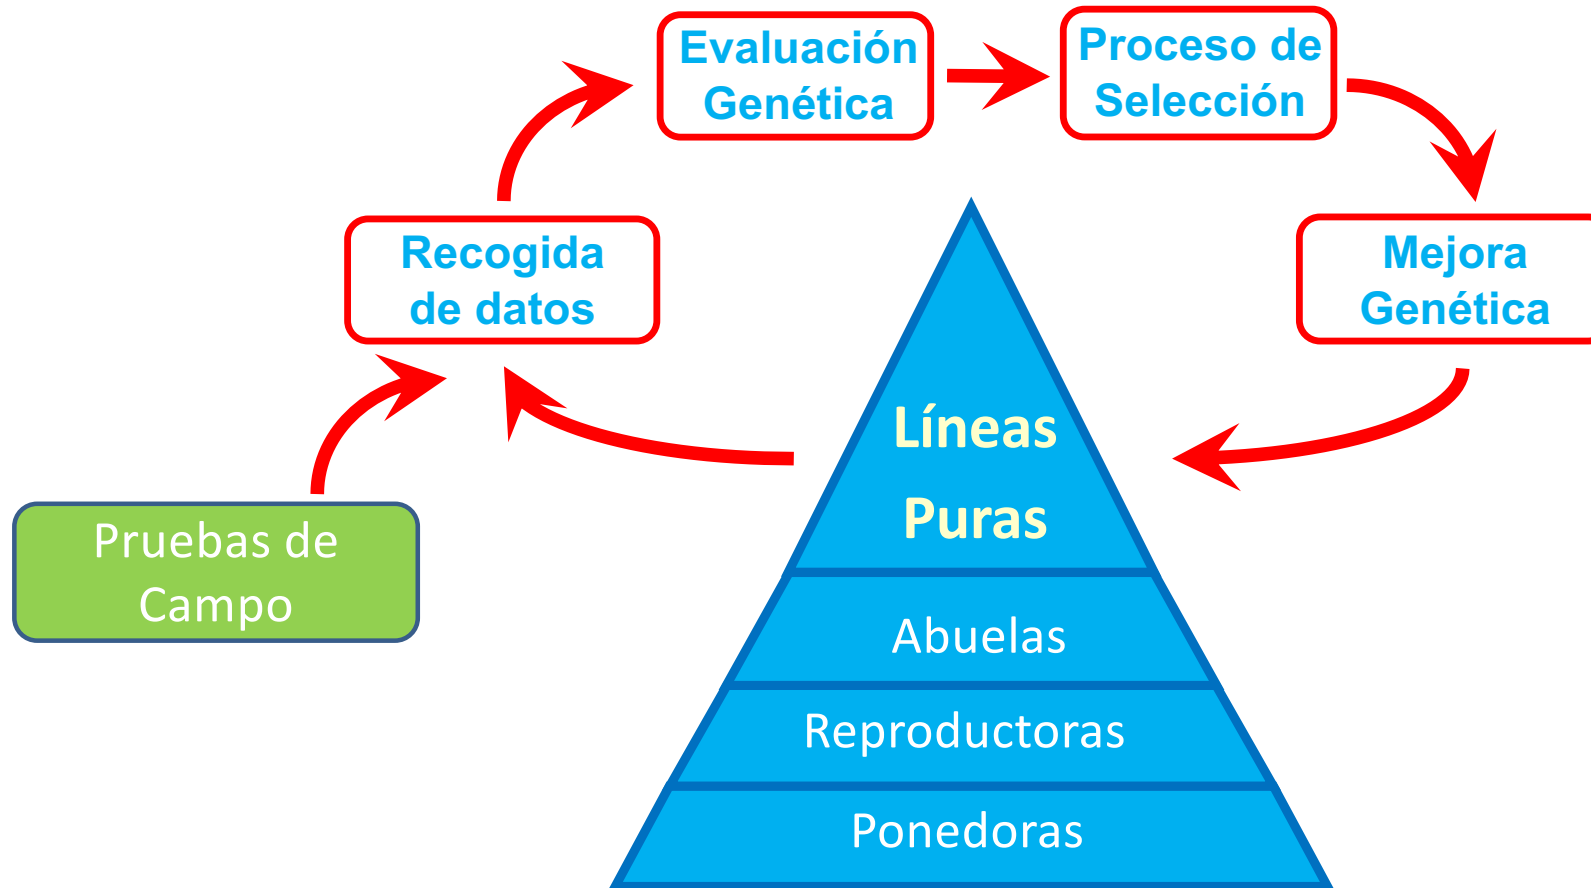 Evaluación
Genética
Proceso de
Selección
Recogida
de datos
Mejora
Genética
Líneas
Puras
Pruebas de
Campo
Abuelas
Reproductoras
Ponedoras